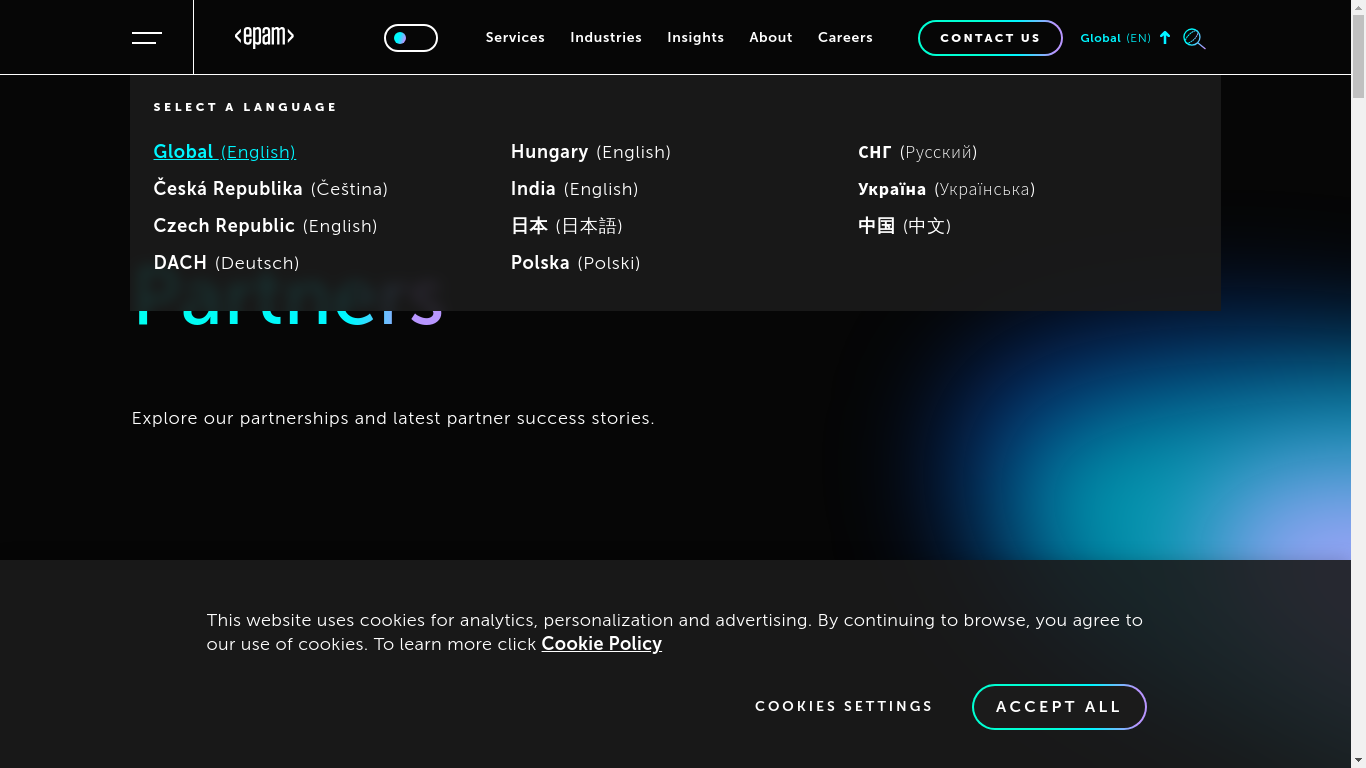 <epam>
Services Industries Insights About Careers
CONTACT US
Global (EN)
SELECT A LANGUAGE
Global (English)
Česká Republika (Čeština)
Czech Republic (English)
DACH (Deutsch)
Hungary (English)
India (English)
日本 (日本語)
Polska (Polski)
СНГ (Русский)
Україна (Українська)
中国 (中文)
Partners
Explore our partnerships and latest partner success stories.
This website uses cookies for analytics, personalization and advertising. By continuing to browse, you agree to
our use of cookies. To learn more click Cookie Policy
COOKIES SETTINGS
ACCEPT ALL